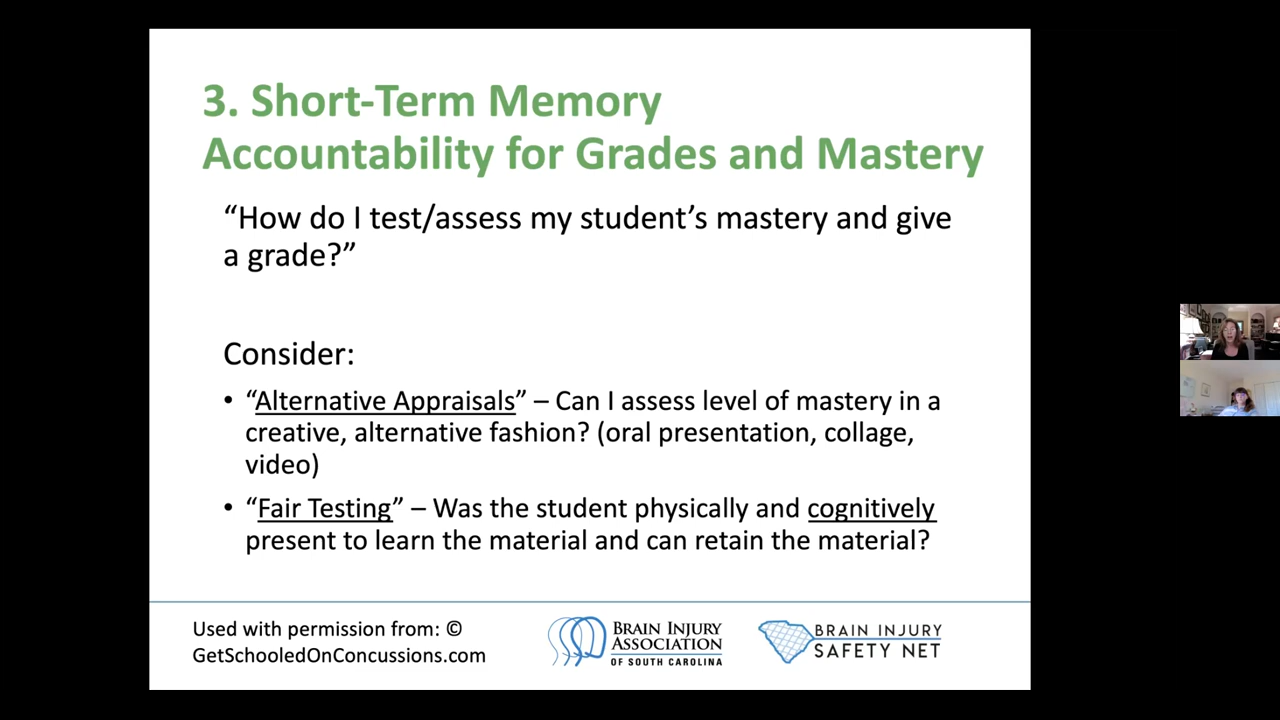 3. Short-Term Memory
Accountability for Grades and Mastery
“How do I test/assess my student’s mastery and give
a grade?”
Consider:
• “Alternative Appraisals” – Can I assess level of mastery in a
creative, alternative fashion? (oral presentation, collage,
video)
• “Fair Testing” – Was the student physically and cognitively
present to learn the material and can retain the material?
Used with permission from: ©
GetSchooledOnConcussions.com
BRAIN INJURY
ASSOCIATION
OF SOUTH CAROLINA
BRAIN INJURY
SAFETY NET